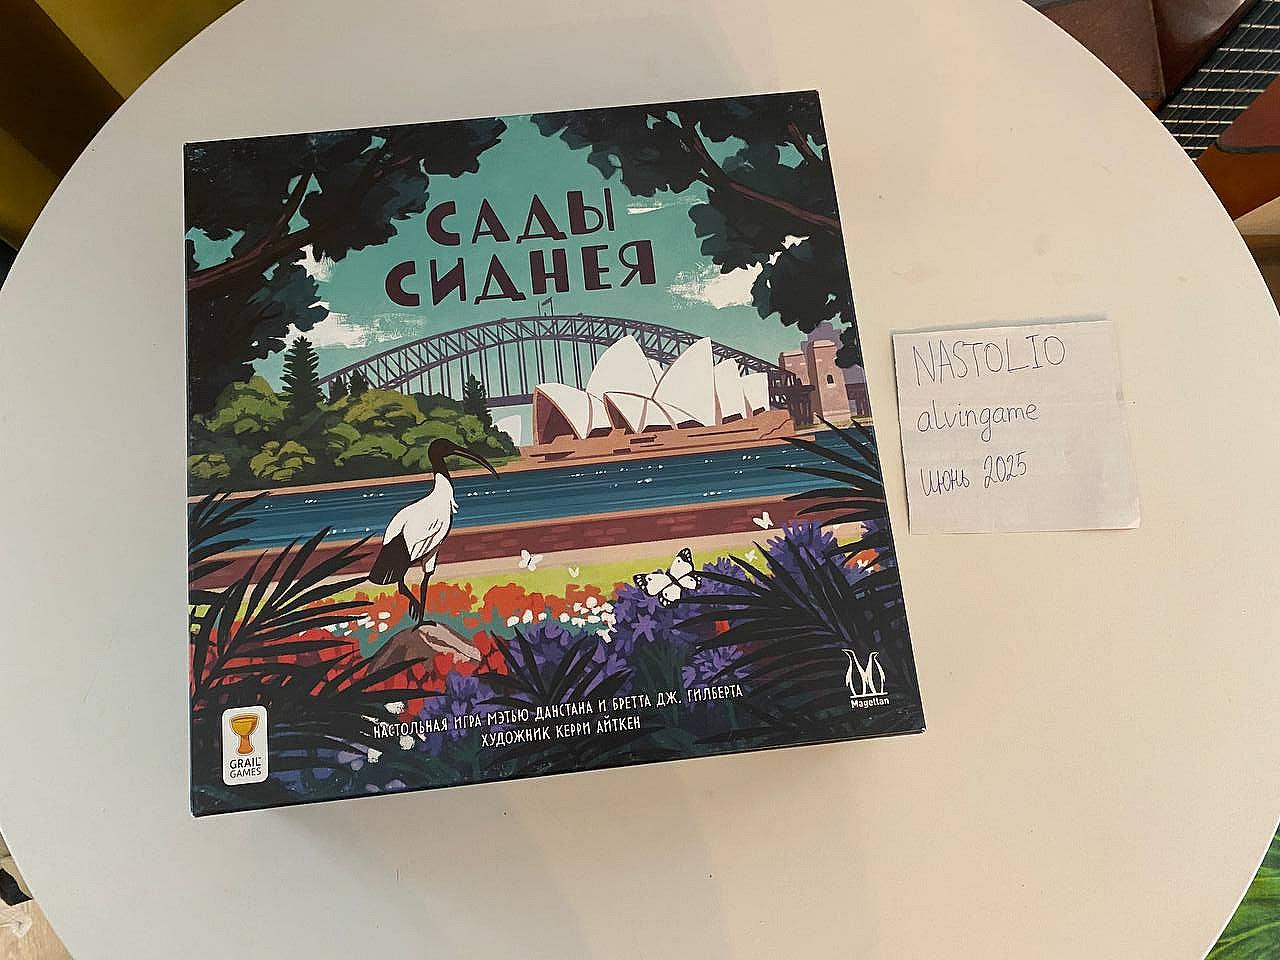 САДЫ
СИДНЕЯ
NASTOLIO
alvingame
июнь 2025
НАСТОЛЬНАЯ ИГРА МЭТЬЮ ДАНСТАНА И БРЕТТА ДЖ. ГИЛБЕРТА
ХУДОЖНИК КЕРРИ АЙТКЕН
Magellan
GRAIL
GAMES